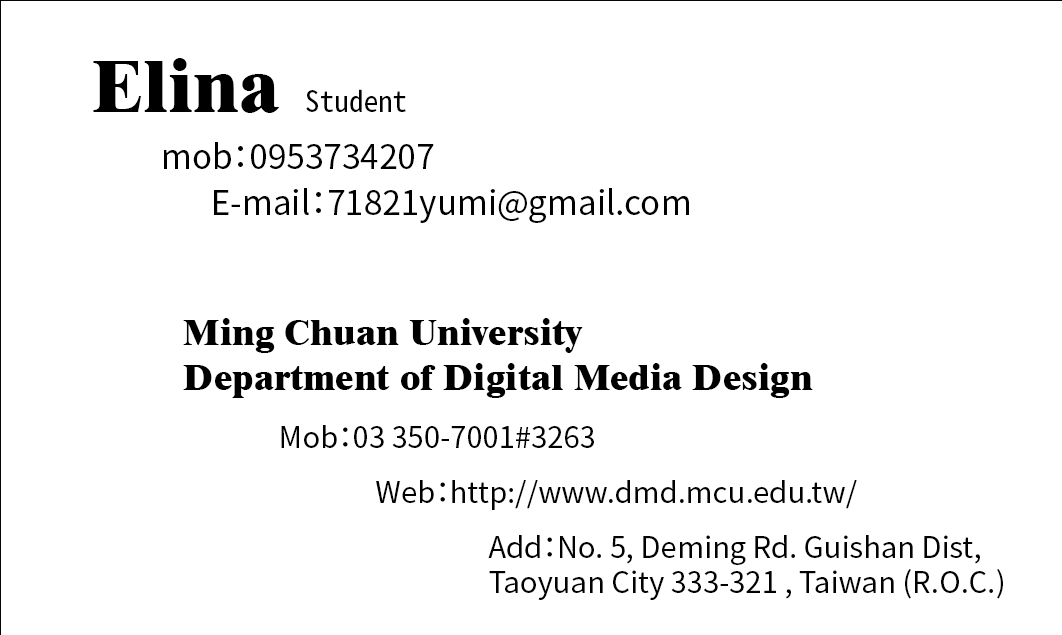 Elina Student
mob：0953734207
E-mail：71821yumi@gmail.com
Ming Chuan University
Department of Digital Media Design
Mob：03 350-7001#3263
Web：http://www.dmd.mcu.edu.tw/
Add：No. 5, Deming Rd. Guishan Dist,
Taoyuan City 333-321 , Taiwan (R.O.C.)